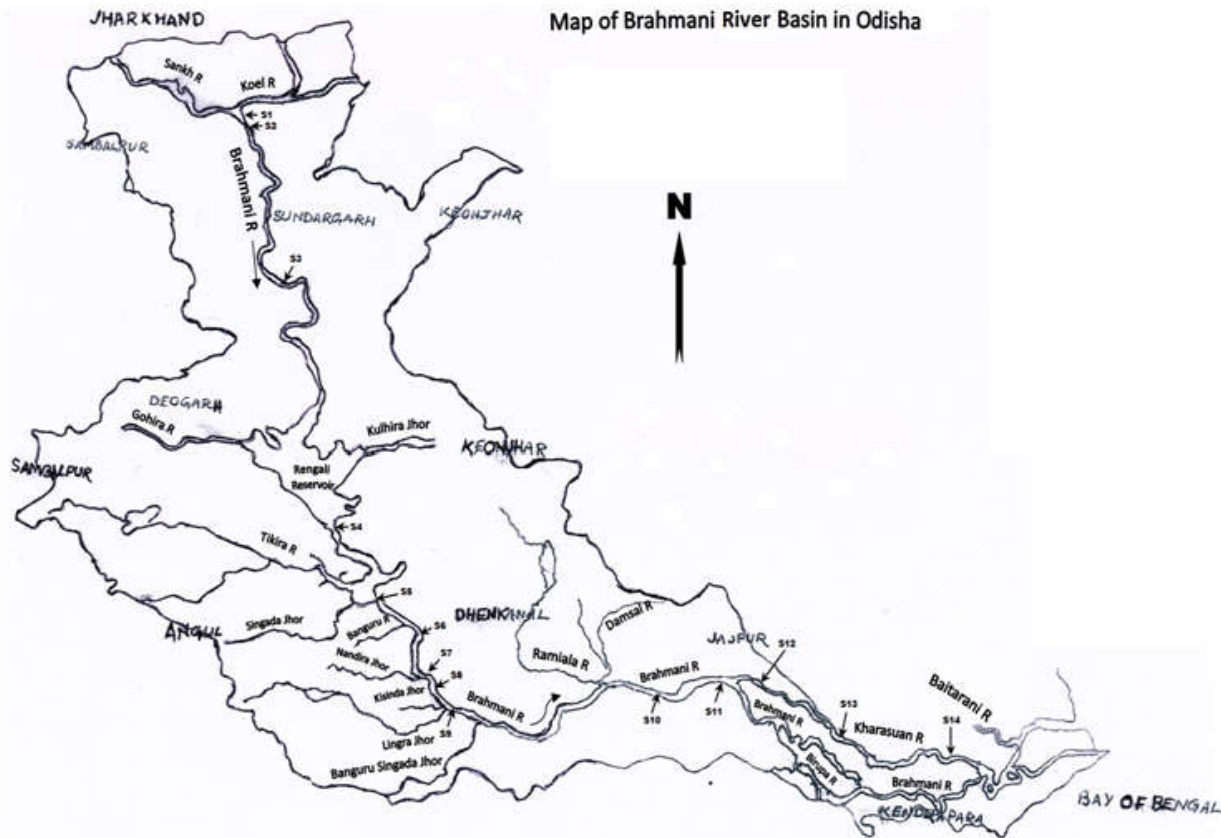 Map of Brahmani River Basin in Odisha
JHARKHAND
Sankh R
Koel R
S1
S2
SAMBALPUR
Brahmani R
SUNDARGARH
KEONJHAR
N
S3
DEOGARH
Gohira R
Kulhira Jhor
KEONJHAR
SAMBALPUR
Rengali
Reservoir
S4
Tikira R
S5
DHENKANAL
Damsal R
ANGUL
Singada Jhor
Banguru R
S6
JAJPUR
S12
Nandira Jhor
S7
Ramiala R
Brahmani R
S8
Kisinda Jhor
Brahmani R
S10
S11
Baitarani R
S9
Brahmani R
S13
Kharasuan R
S14
Lingra Jhor
Banguru Singada Jhor
Birupa R
Brahmani R
KENDRAPARA
BAY OF BENGAL